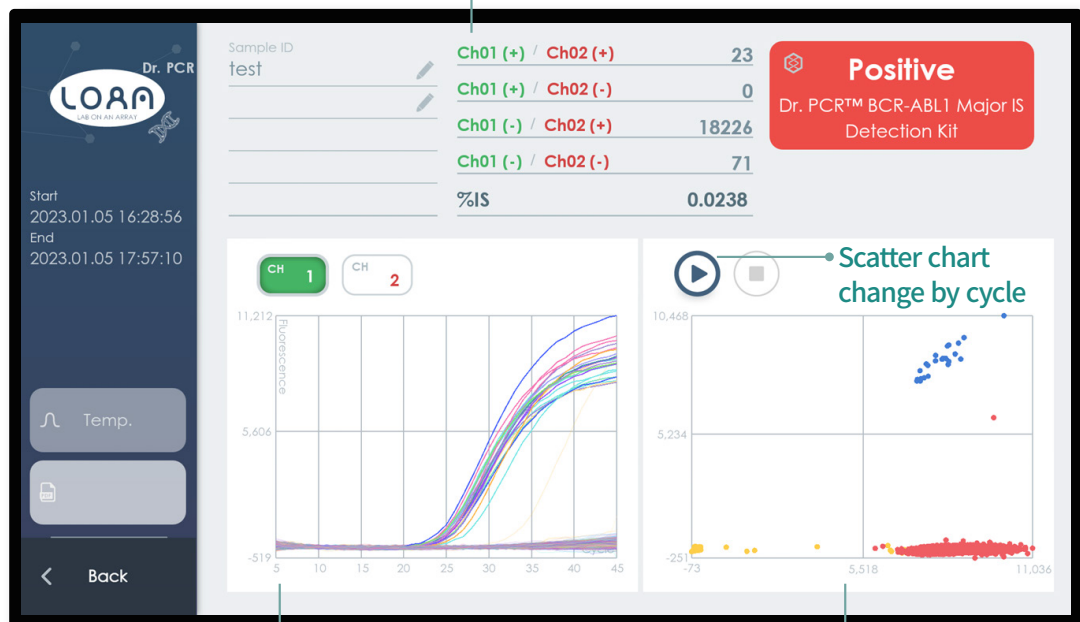 Dr. PCR
LOAA
LAB ON AN ARRAY
Start
2023.01.05 16:28:56
End
2023.01.05 17:57:10
Temp.
Back
Sample ID
test
Ch01 (+) / Ch02 (+) 23
Ch01 (+) / Ch02 (-) 0
Ch01 (-) / Ch02 (+) 18226
Ch01 (-) / Ch02 (-) 71
%IS 0.0238
Positive
Dr. PCR™ BCR-ABL1 Major IS
Detection Kit
CH 1
CH 2
11,212
Fluorescence
5,606
-519
Cycle
5 10 15 20 25 30 35 40 45
Scatter chart
change by cycle
10,468
5,234
-251
-73 5,518 11,036